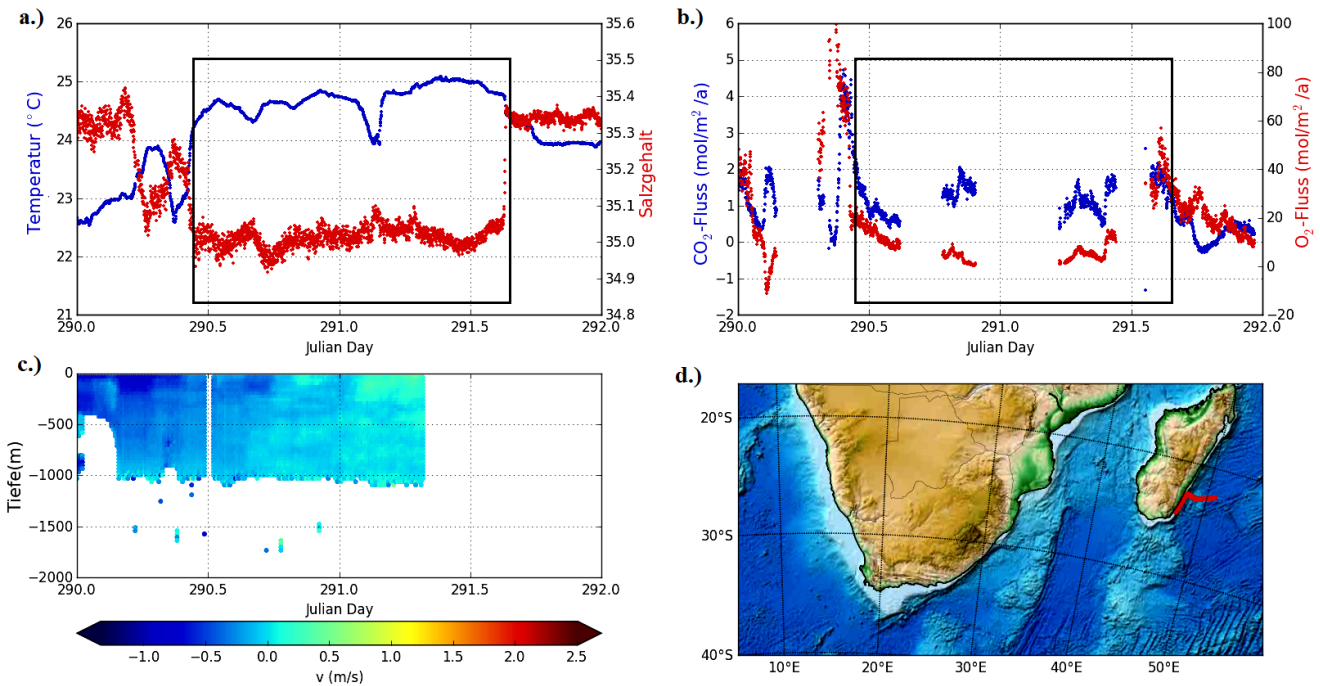 a.)
26
25
24
23
22
21
Temperatur (°C)
35.6
35.5
35.4
35.3
35.2
35.1
35.0
34.9
34.8
Salzgehalt
290.0 290.5 291.0 291.5 292.0
Julian Day
b.)
6
5
4
3
2
1
0
−1
−2
CO₂-Fluss (mol/m² /a)
100
80
60
40
20
0
−20
O₂-Fluss (mol/m² /a)
290.0 290.5 291.0 291.5 292.0
Julian Day
c.)
0
−500
−1000
−1500
−2000
Tiefe(m)
290.0 290.5 291.0 291.5 292.0
Julian Day
−1.0 −0.5 0.0 0.5 1.0 1.5 2.0 2.5
v (m/s)
d.)
20°S
30°S
40°S
10°E 20°E 30°E 40°E 50°E